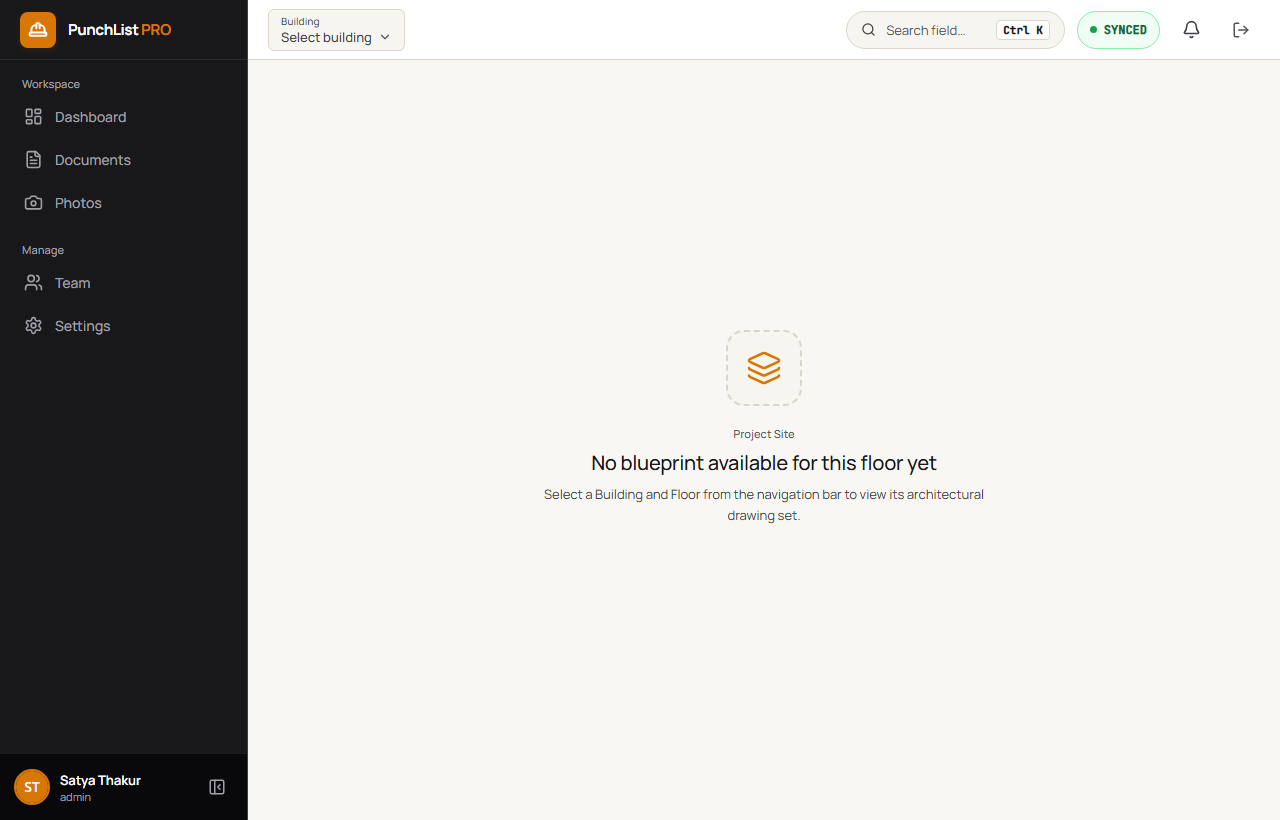 PunchList PRO
Workspace
Dashboard
Documents
Photos
Manage
Team
Settings
ST
Satya Thakur
admin
Building
Select building
Search field...
Ctrl K
SYNCED
Project Site
No blueprint available for this floor yet
Select a Building and Floor from the navigation bar to view its architectural
drawing set.